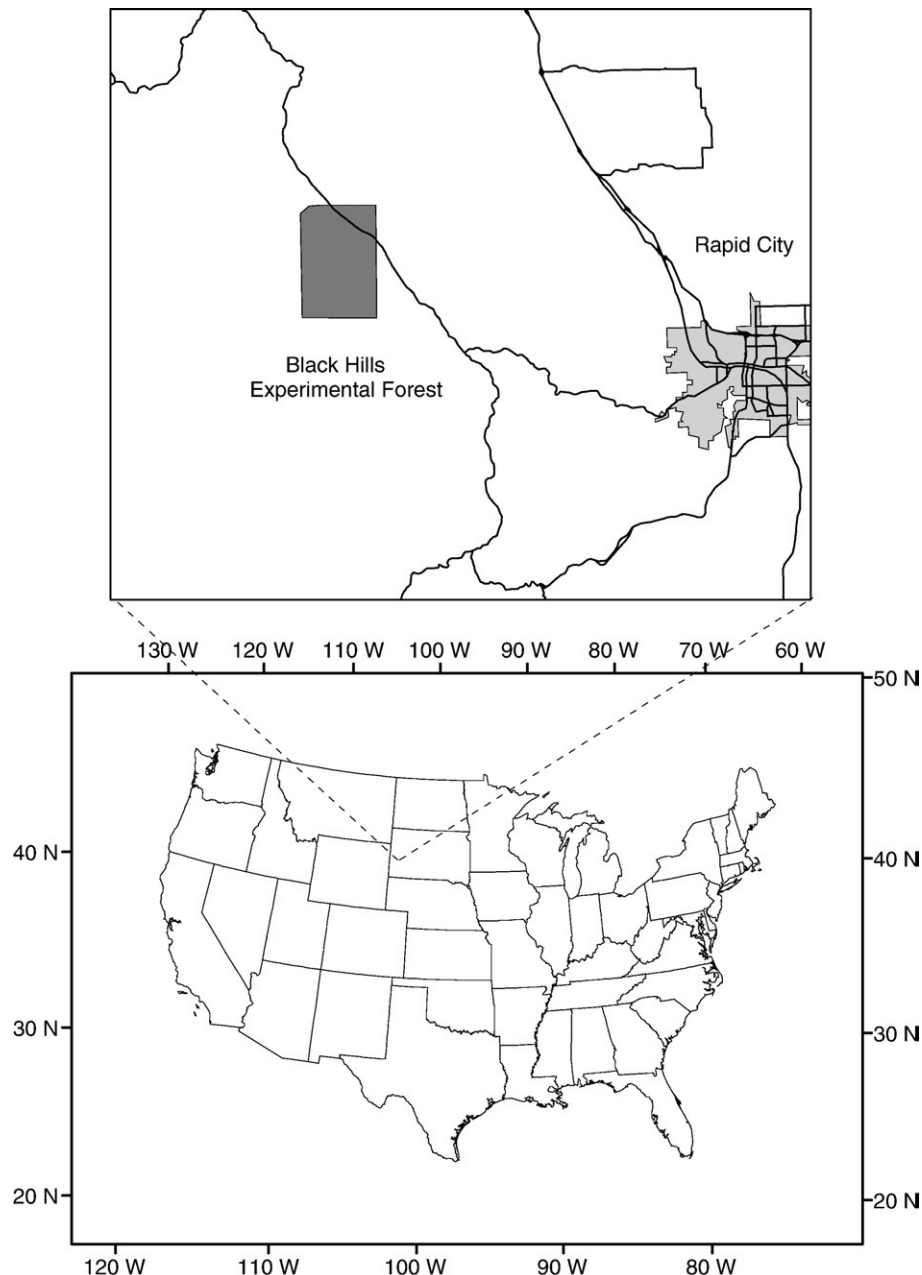 Rapid City
Black Hills
Experimental Forest
130 W 120 W 110 W 100 W 90 W 80 W 70 W 60 W
50 N
40 N 40 N
30 N 30 N
20 N 20 N
120 W 110 W 100 W 90 W 80 W